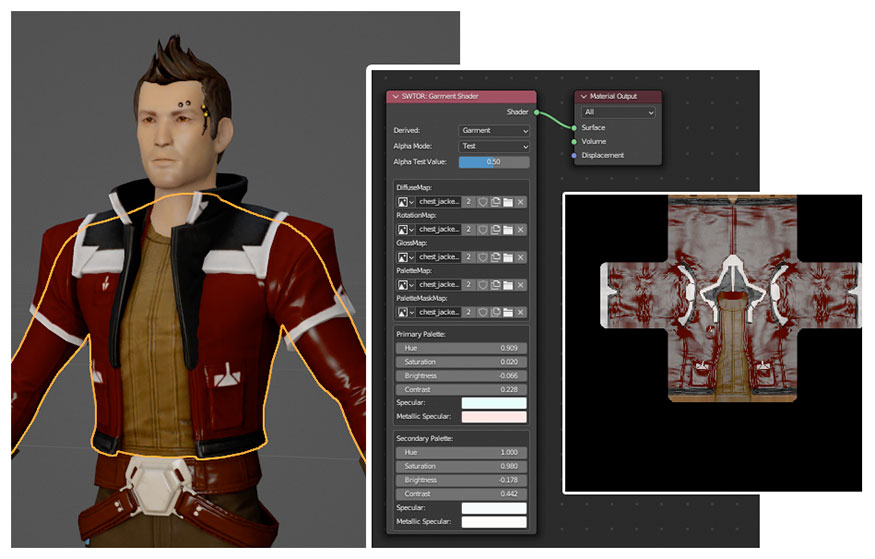 SWTOR: Garment Shader
Shader
Derived: Garment
Alpha Mode: Test
Alpha Test Value: 0.50
DiffuseMap:
chest_jacke... 2
RotationMap:
chest_jacke... 2
GlossMap:
chest_jacke... 2
PaletteMap:
chest_jacke... 2
PaletteMaskMap:
chest_jacke... 2
Primary Palette:
Hue 0.909
Saturation 0.020
Brightness -0.066
Contrast 0.228
Specular:
Metallic Specular:
Secondary Palette:
Hue 1.000
Saturation 0.980
Brightness -0.178
Contrast 0.442
Specular:
Metallic Specular:
Material Output
All
Surface
Volume
Displacement